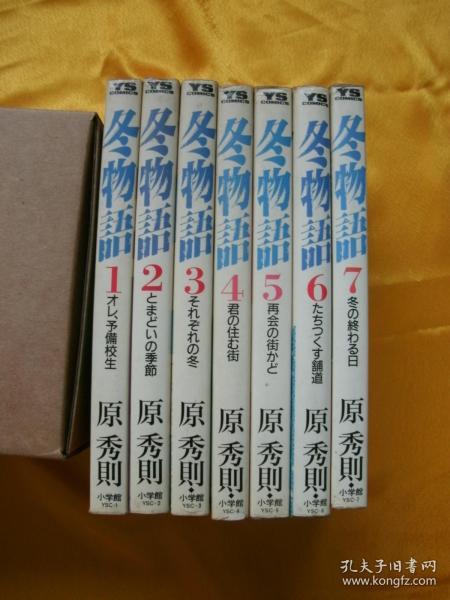 YS
冬物語
1
オレ、予備校生
原秀則
小学館
YSC-1
YS
冬物語
2
とまどいの季節
原秀則
小学館
YSC-2
YS
冬物語
3
それぞれの冬
原秀則
小学館
YSC-3
YS
冬物語
4
君の住む街
原秀則
小学館
YSC-4
YS
冬物語
5
再会の街かど
原秀則
小学館
YSC-5
YS
冬物語
6
たちつくす舗道
原秀則
小学館
YSC-6
YS
冬物語
7
冬の終わる日
原秀則
小学館
YSC-7
孔夫子旧书网
www.kongfz.com